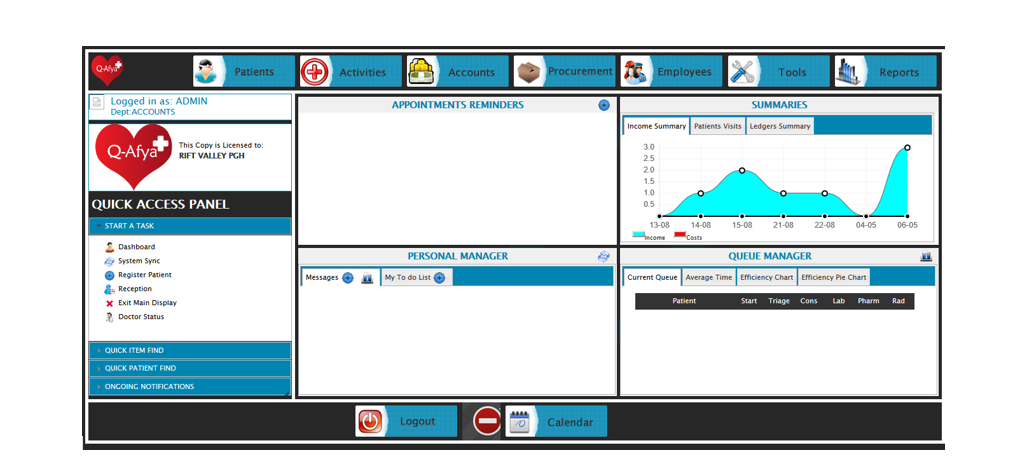 Q-Afya
Patients
Activities
Accounts
Procurement
Employees
Tools
Reports
Logged in as: ADMIN
Dept:ACCOUNTS
Q-Afya
This Copy is Licensed to:
RIFT VALLEY PGH
QUICK ACCESS PANEL
START A TASK
Dashboard
System Sync
Register Patient
Reception
Exit Main Display
Doctor Status
QUICK ITEM FIND
QUICK PATIENT FIND
ONGOING NOTIFICATIONS
APPOINTMENTS REMINDERS
SUMMARIES
Income Summary Patients Visits Ledgers Summary
3.0
2.5
2.0
1.5
1.0
0.5
13-08 14-08 15-08 21-08 22-08 04-05 06-05
Income Costs
PERSONAL MANAGER
Messages My To do List
QUEUE MANAGER
Current Queue Average Time Efficiency Chart Efficiency Pie Chart
Patient Start Triage Cons Lab Pharm Rad
Logout
Calendar